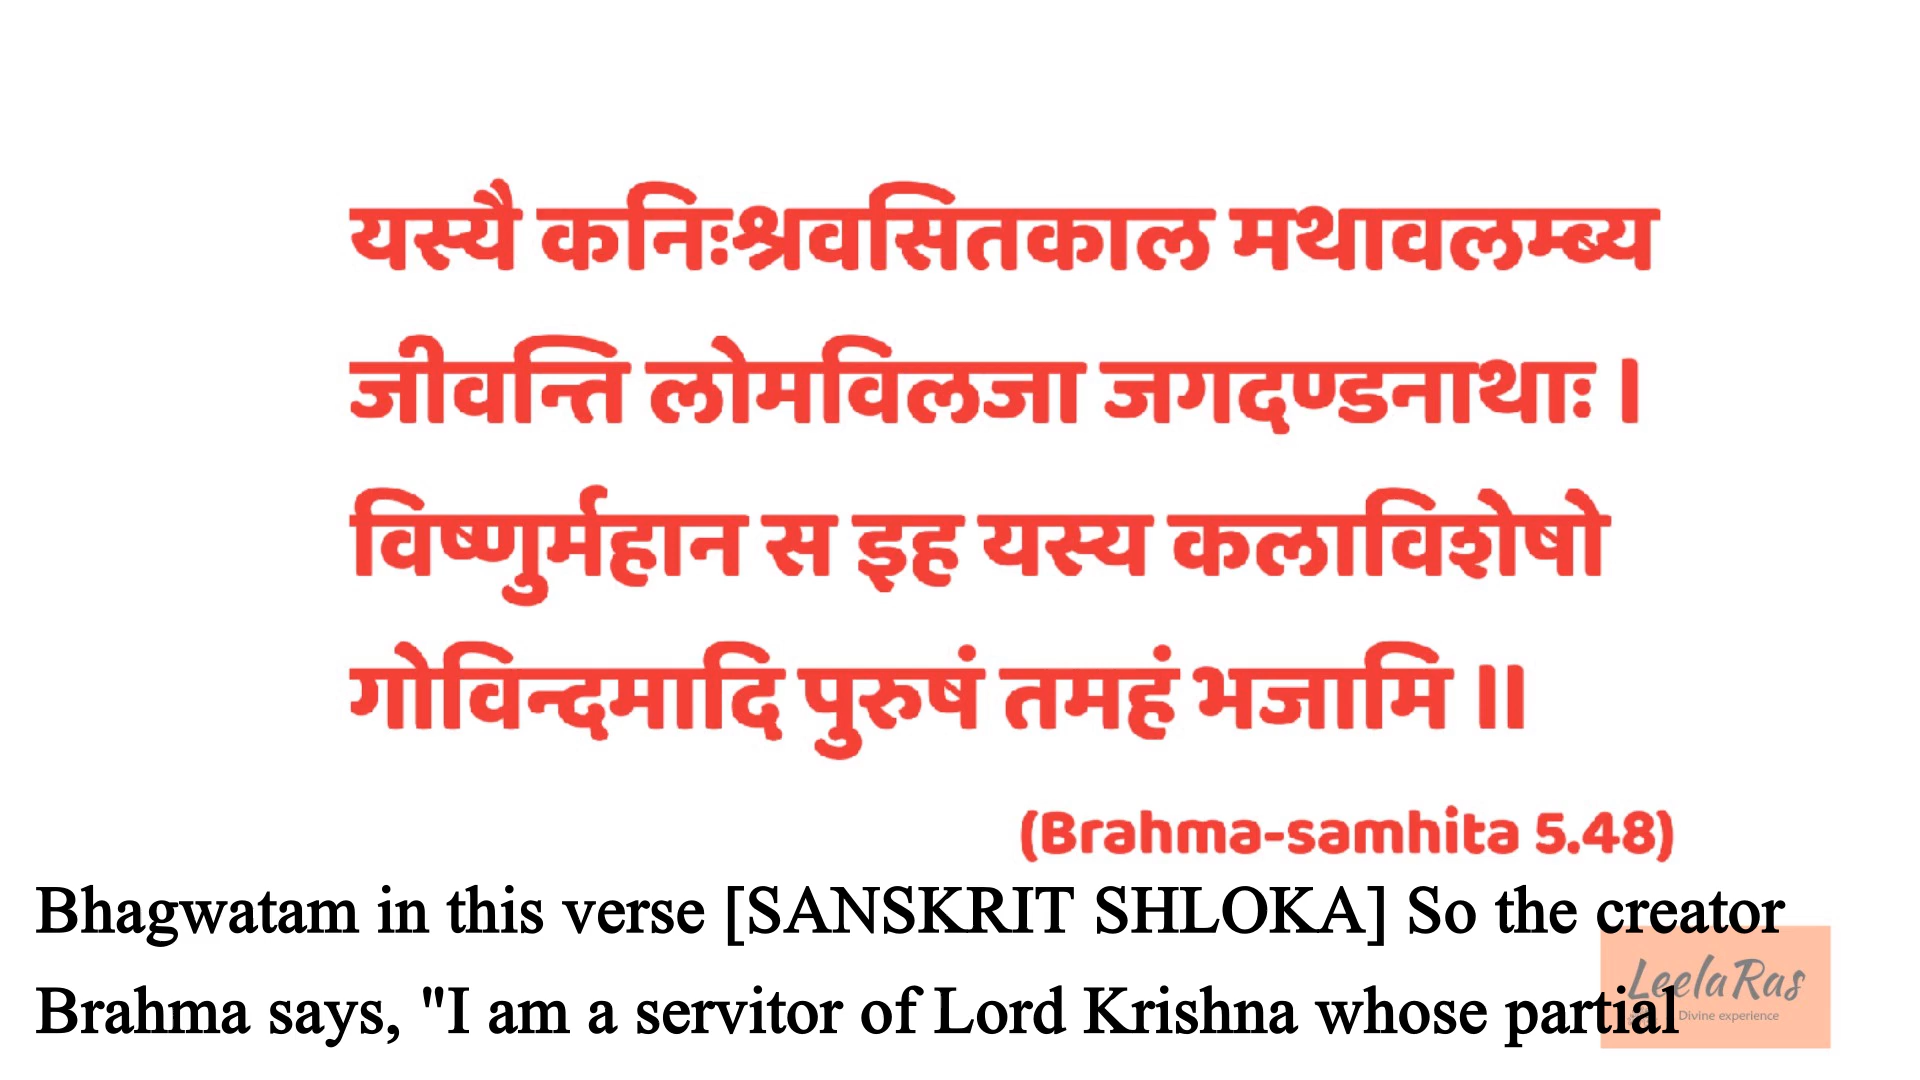 यस्यै कनिःश्रवसितकाल मथावलम्ब्य
जीवन्ति लोमविलजा जगदण्डनाथाः ।
विष्णुर्महान स इह यस्य कलाविशेषो
गोविन्दमादि पुरुषं तमहं भजामि ॥
(Brahma-samhita 5.48)
Bhagwatam in this verse [SANSKRIT SHLOKA] So the creator
Brahma says, "I am a servitor of Lord Krishna whose partial
LeelaRas
Divine experience